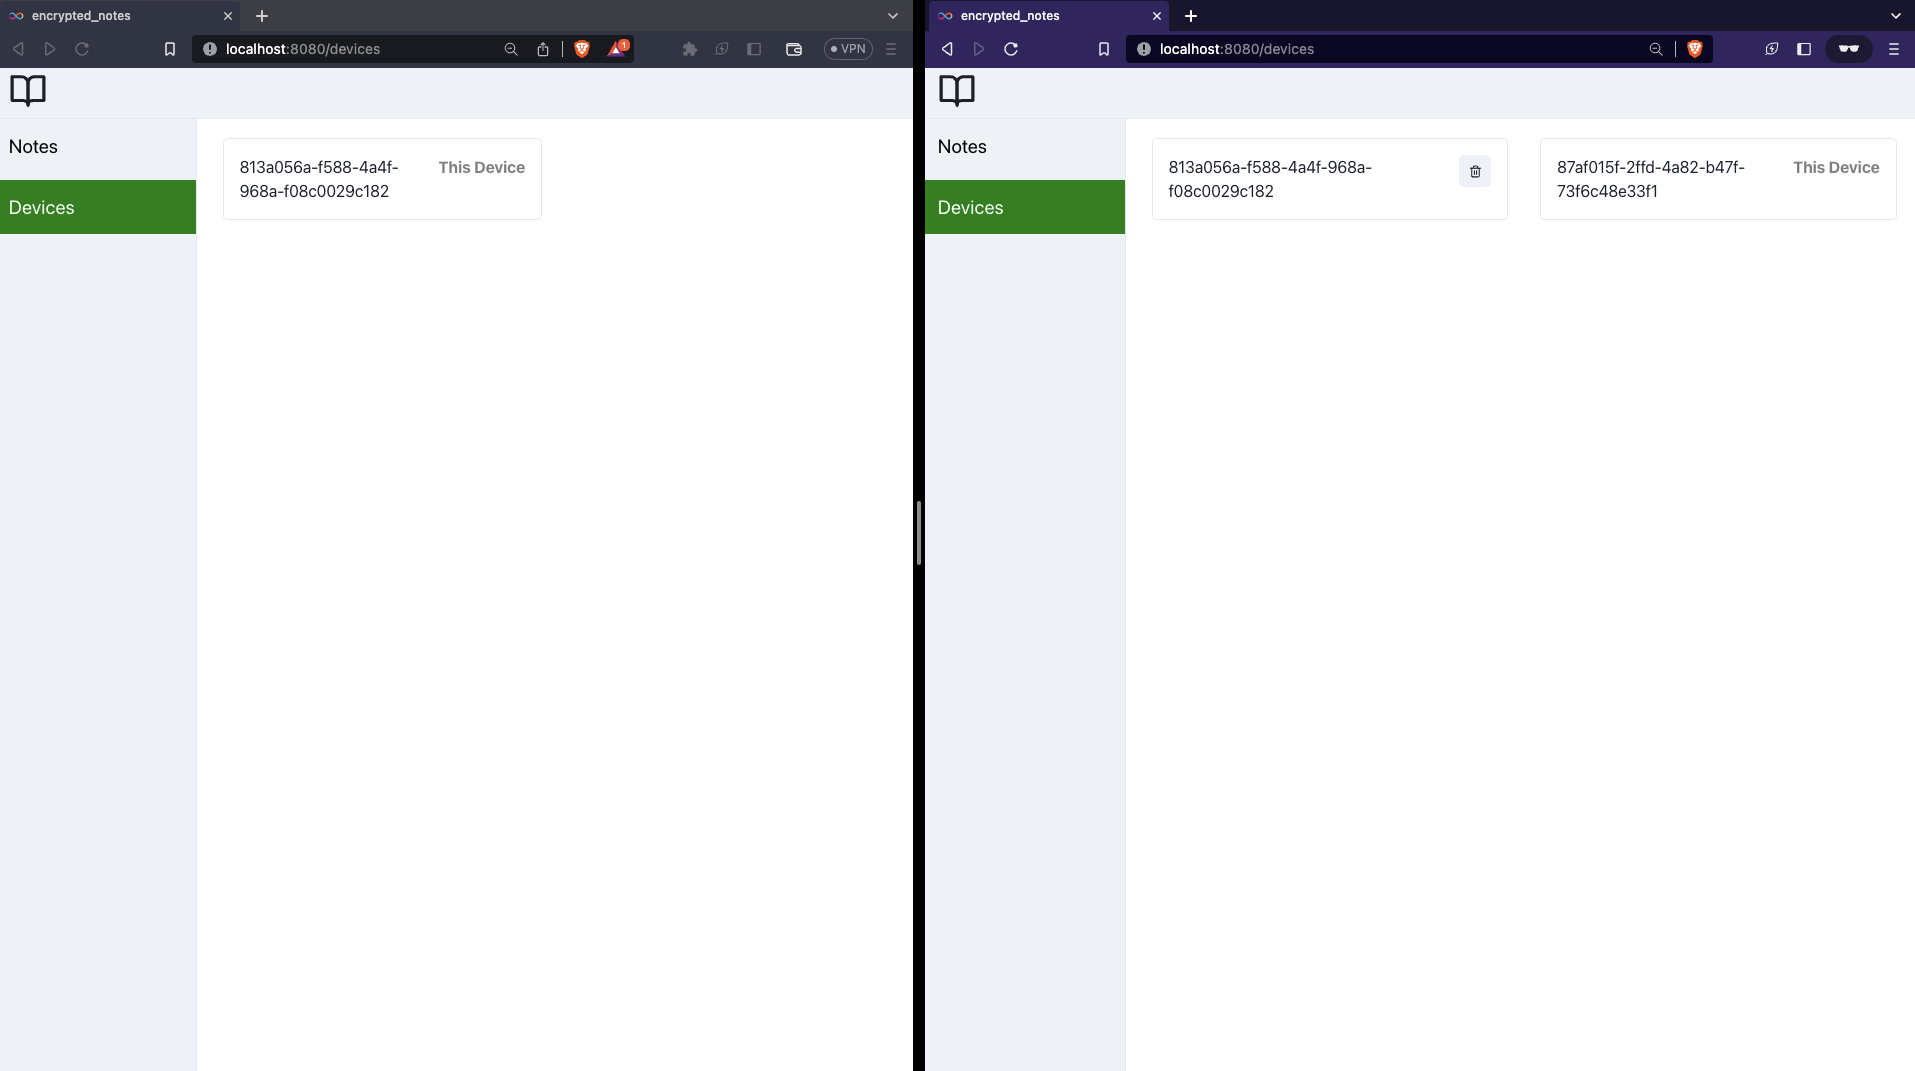 encrypted_notes
localhost:8080/devices
1
VPN
Notes
Devices
813a056a-f588-4a4f-
968a-f08c0029c182
This Device
encrypted_notes
localhost:8080/devices
Notes
Devices
813a056a-f588-4a4f-968a-
f08c0029c182
87af015f-2ffd-4a82-b47f-
73f6c48e33f1
This Device